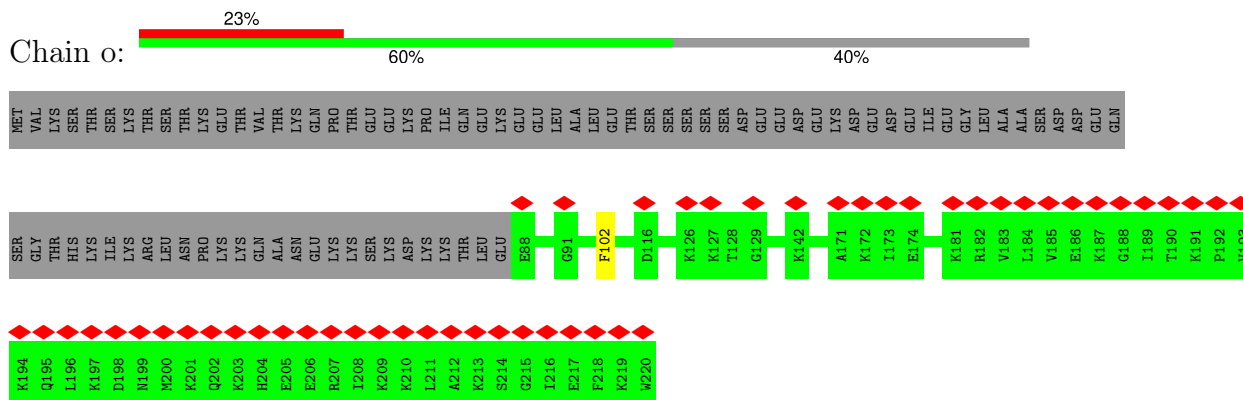 Chain o:
23%
60%
40%
MET VAL LYS SER THR SER LYS THR SER THR LYS GLU THR VAL THR LYS GLN PRO THR GLU GLU LYS PRO ILE GLN GLU LYS GLU GLU LEU ALA LEU GLU THR SER SER SER SER SER ASP GLU GLU ASP GLU LYS ASP GLU ASP GLU ILE GLU GLY LEU ALA ALA SER ASP ASP GLU GLN
SER GLY THR HIS LYS ILE LYS ARG LEU ASN PRO LYS LYS GLN ALA ASN GLU LYS LYS SER LYS ASP LYS LYS THR LEU GLU E88 G91 F102 D116 K126 K127 T128 G129 K142 A171 K172 I173 E174 K181 R182 V183 L184 V185 E186 K187 G188 I189 T190 K191 P192
K194 Q195 L196 K197 D198 N199 M200 K201 Q202 K203 H204 E205 E206 R207 I208 K209 K210 L211 A212 K213 S214 G215 I216 E217 F218 K219 W220